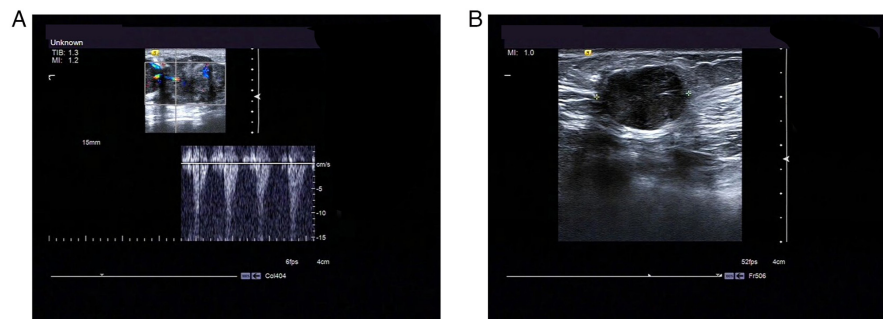 A
Unknown
TIB: 1.3
MI: 1.2
15mm
cm/s
-5
-10
-15
6fps 4cm
Col404
B
MI: 1.0
52fps 4cm
Fr506